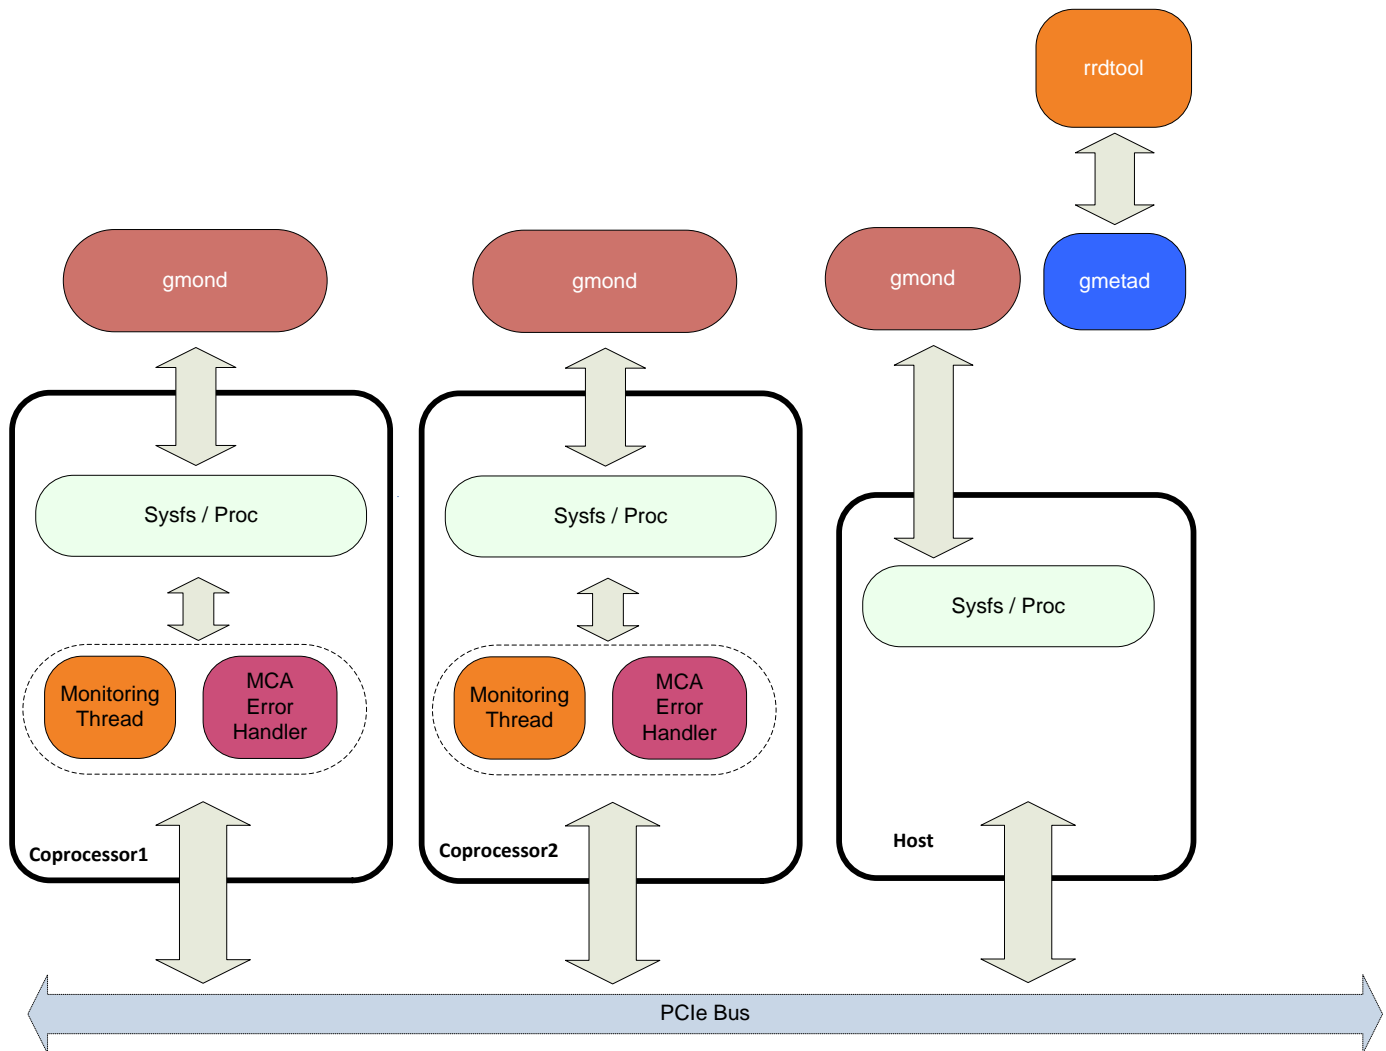 rrdtool
gmond
gmond
gmond
gmetad
Sysfs / Proc
Sysfs / Proc
Sysfs / Proc
Monitoring
Thread
MCA
Error
Handler
Monitoring
Thread
MCA
Error
Handler
Coprocessor1
Coprocessor2
Host
PCIe Bus